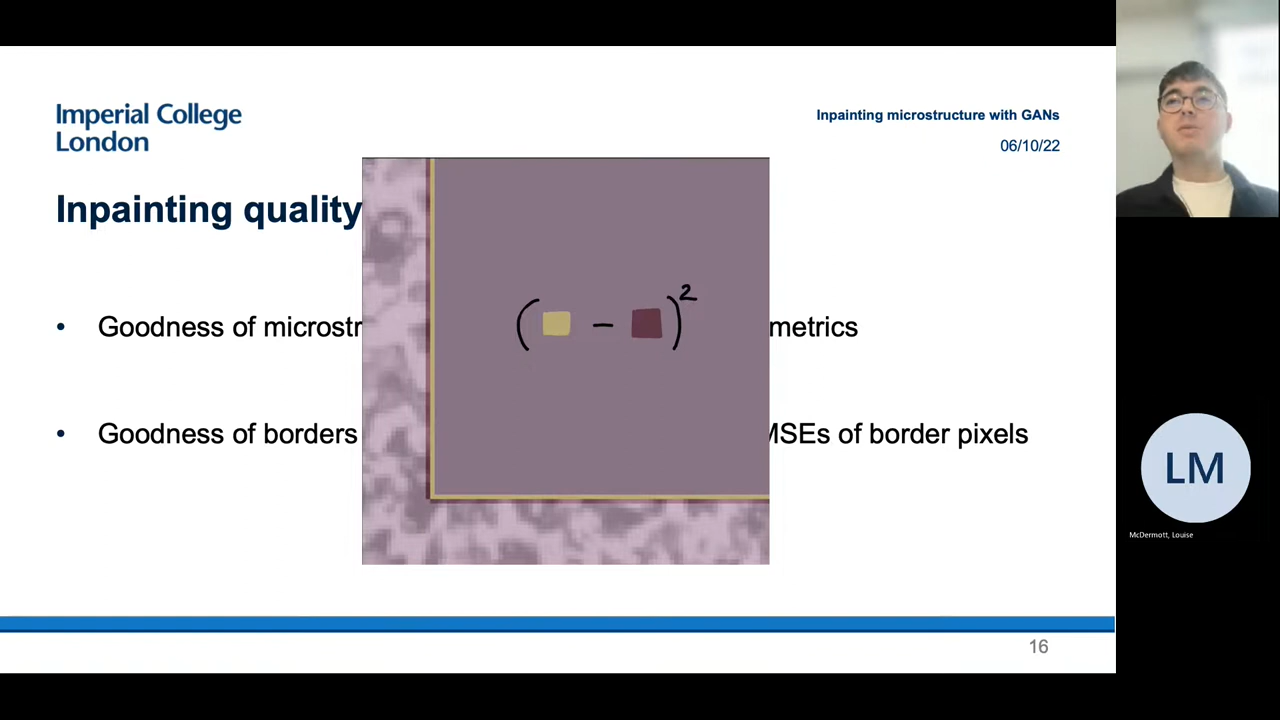 Imperial College
London
Inpainting microstructure with GANs
06/10/22
Inpainting quality
( - )²
• Goodness of microstr metrics
• Goodness of borders MSEs of border pixels
LM
McDermott, Louise
16